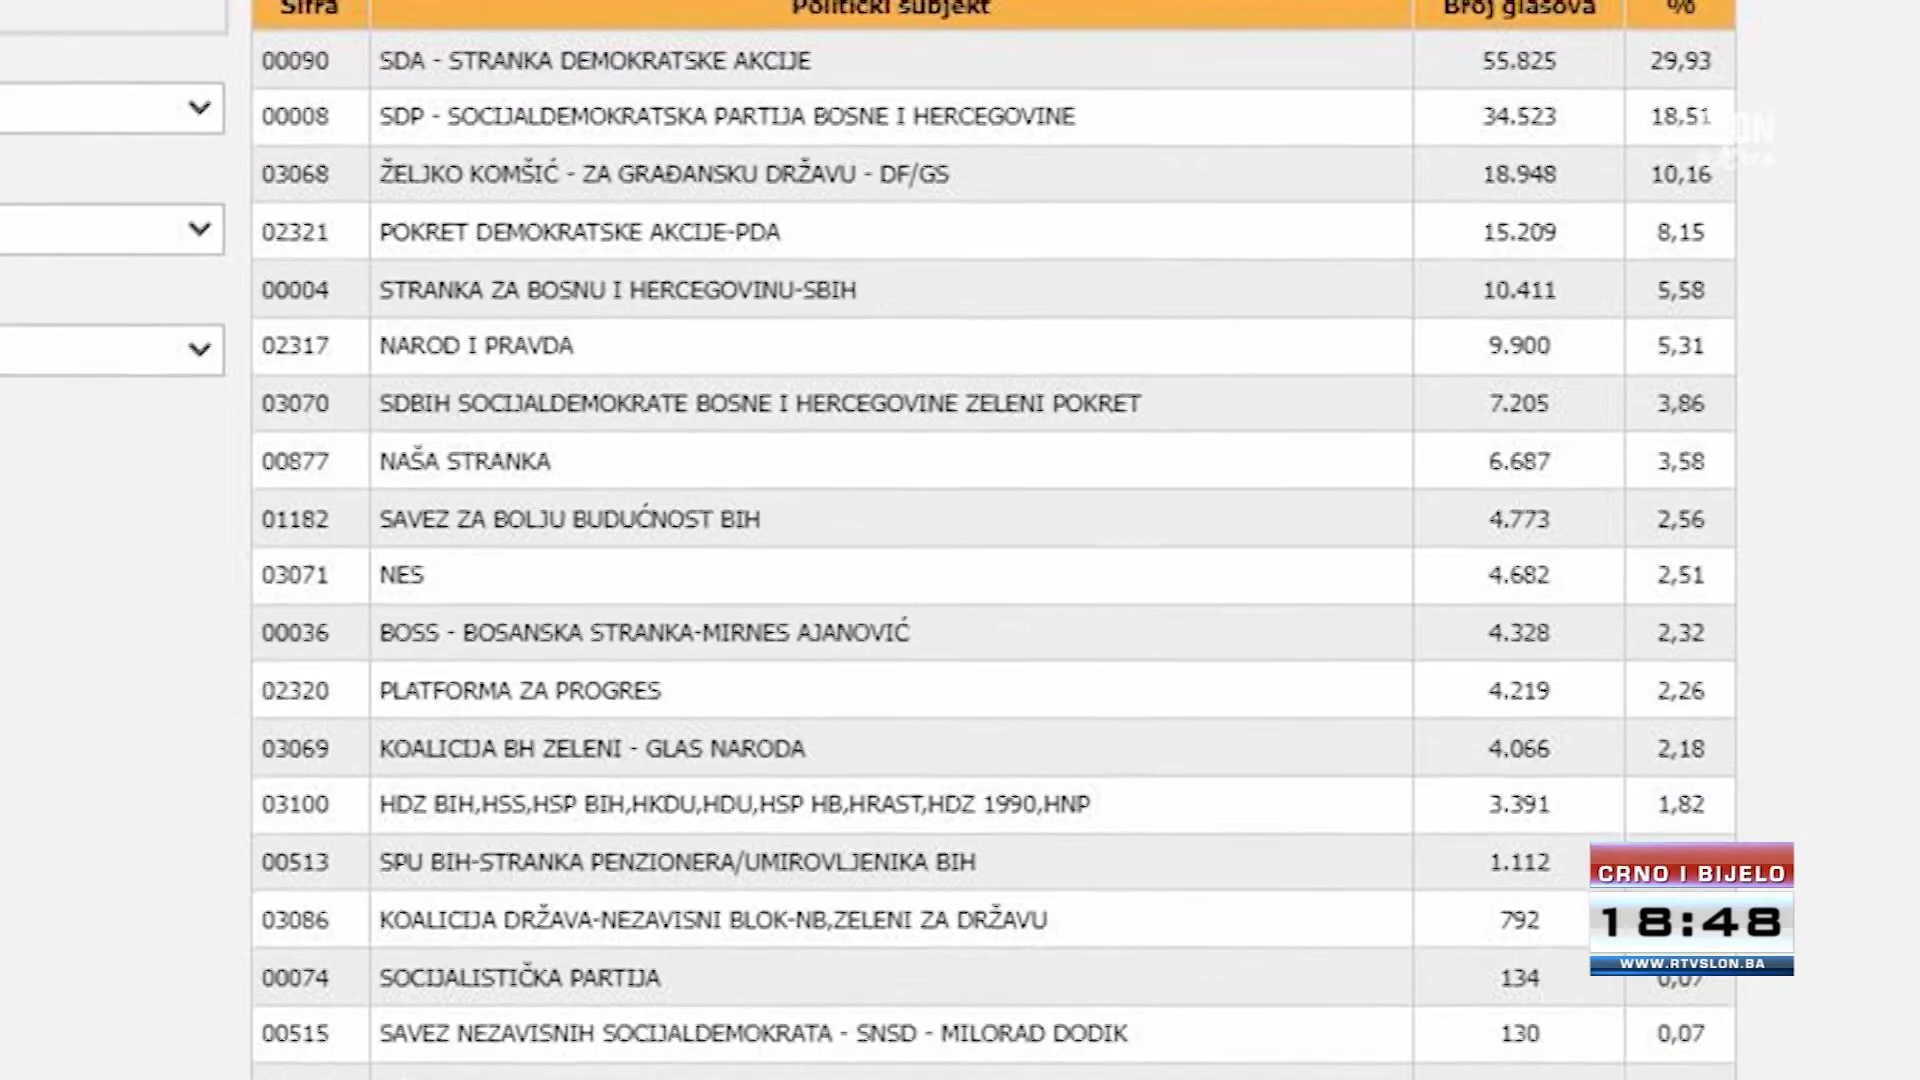 Šifra Politički subjekt Broj glasova %
00090 SDA - STRANKA DEMOKRATSKE AKCIJE 55.825 29,93
00008 SDP - SOCIJALDEMOKRATSKA PARTIJA BOSNE I HERCEGOVINE 34.523 18,51
03068 ŽELJKO KOMŠIĆ - ZA GRAĐANSKU DRŽAVU - DF/GS 18.948 10,16
02321 POKRET DEMOKRATSKE AKCIJE-PDA 15.209 8,15
00004 STRANKA ZA BOSNU I HERCEGOVINU-SBIH 10.411 5,58
02317 NAROD I PRAVDA 9.900 5,31
03070 SDBIH SOCIJALDEMOKRATE BOSNE I HERCEGOVINE ZELENI POKRET 7.205 3,86
00877 NAŠA STRANKA 6.687 3,58
01182 SAVEZ ZA BOLJU BUDUĆNOST BIH 4.773 2,56
03071 NES 4.682 2,51
00036 BOSS - BOSANSKA STRANKA-MIRNES AJANOVIĆ 4.328 2,32
02320 PLATFORMA ZA PROGRES 4.219 2,26
03069 KOALICIJA BH ZELENI - GLAS NARODA 4.066 2,18
03100 HDZ BIH,HSS,HSP BIH,HKDU,HDU,HSP HB,HRAST,HDZ 1990,HNP 3.391 1,82
00513 SPU BIH-STRANKA PENZIONERA/UMIROVLJENIKA BIH 1.112
03086 KOALICIJA DRŽAVA-NEZAVISNI BLOK-NB,ZELENI ZA DRŽAVU 792
00074 SOCIJALISTIČKA PARTIJA 134 0,07
00515 SAVEZ NEZAVISNIH SOCIJALDEMOKRATA - SNSD - MILORAD DODIK 130 0,07
CRNO I BIJELO
18:48
WWW.RTVSLON.BA